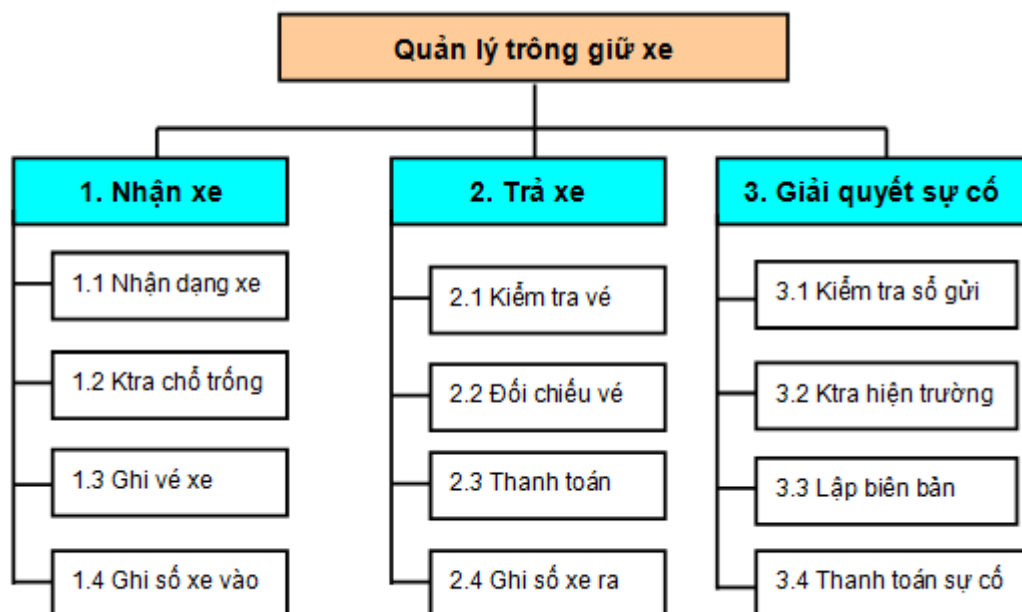 Quản lý trông giữ xe
1. Nhận xe
1.1 Nhận dạng xe
1.2 Ktra chỗ trống
1.3 Ghi vé xe
1.4 Ghi sổ xe vào
2. Trả xe
2.1 Kiểm tra vé
2.2 Đối chiếu vé
2.3 Thanh toán
2.4 Ghi sổ xe ra
3. Giải quyết sự cố
3.1 Kiểm tra sổ gửi
3.2 Ktra hiện trường
3.3 Lập biên bản
3.4 Thanh toán sự cố